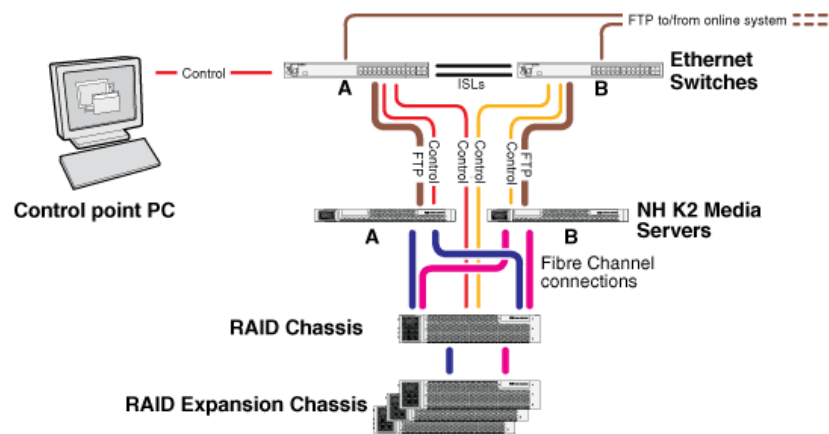 FTP to/from online system
Control
ISLs
A
B
Ethernet
Switches
FTP
Control
Control
Control
Control
FTP
Control point PC
A
B
NH K2 Media
Servers
Fibre Channel
connections
RAID Chassis
RAID Expansion Chassis